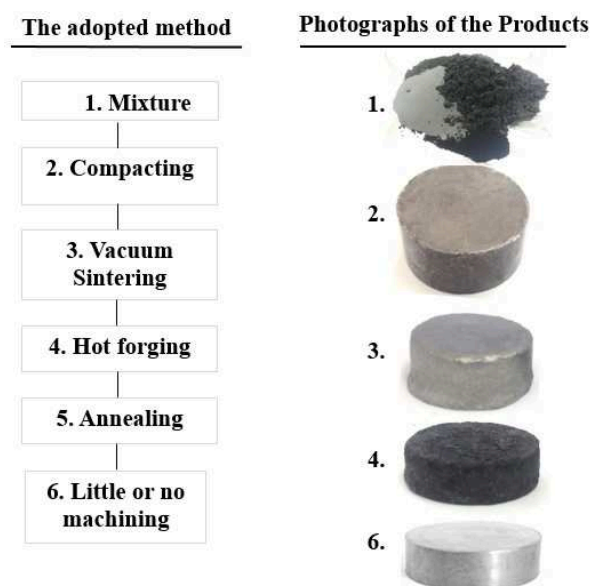 The adopted method
1. Mixture
2. Compacting
3. Vacuum
Sintering
4. Hot forging
5. Annealing
6. Little or no
machining
Photographs of the Products
1.
2.
3.
4.
6.